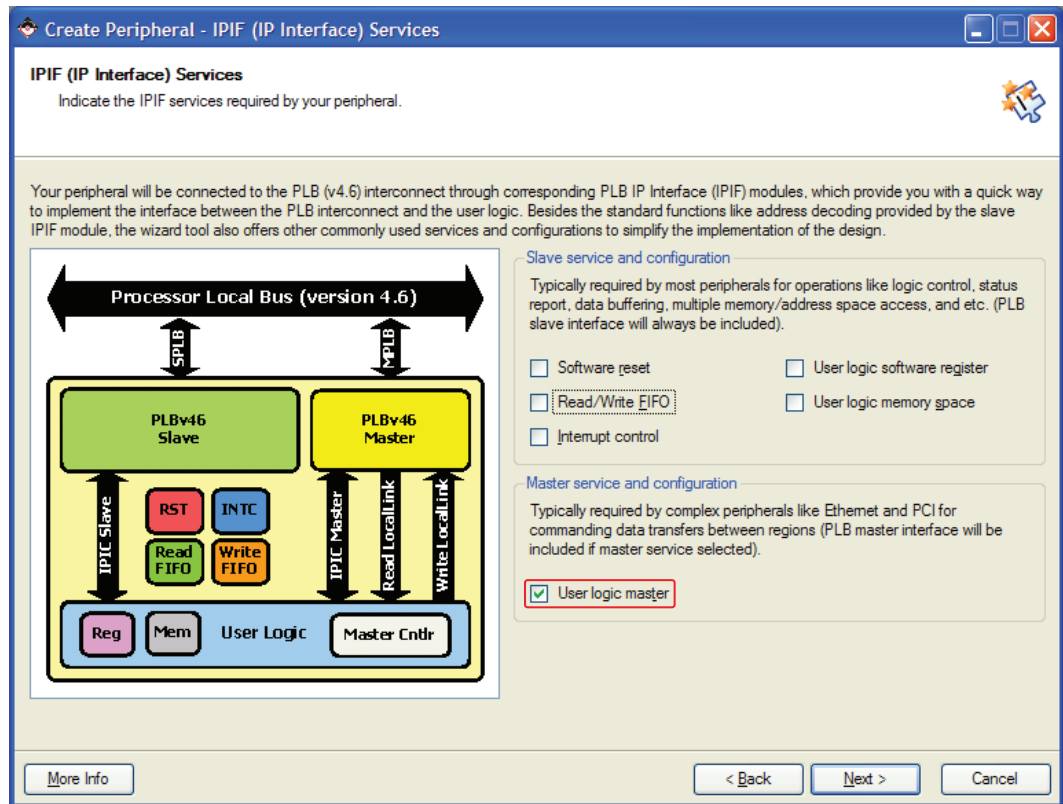 Create Peripheral - IPIF (IP Interface) Services
IPIF (IP Interface) Services
Indicate the IPIF services required by your peripheral.
Your peripheral will be connected to the PLB (v4.6) interconnect through corresponding PLB IP Interface (IPIF) modules, which provide you with a quick way
to implement the interface between the PLB interconnect and the user logic. Besides the standard functions like address decoding provided by the slave
IPIF module, the wizard tool also offers other commonly used services and configurations to simplify the implementation of the design.
Processor Local Bus (version 4.6)
SPLB
MPLB
PLBv46
Slave
PLBv46
Master
IPIC Slave
RST
INTC
Read
FIFO
Write
FIFO
IPIC Master
Read LocalLink
Write LocalLink
Reg
Mem
User Logic
Master Cntlr
Slave service and configuration
Typically required by most peripherals for operations like logic control, status
report, data buffering, multiple memory/address space access, and etc. (PLB
slave interface will always be included).
Software reset
User logic software register
Read/Write FIFO
User logic memory space
Interrupt control
Master service and configuration
Typically required by complex peripherals like Ethernet and PCI for
commanding data transfers between regions (PLB master interface will be
included if master service selected).
User logic master
More Info
< Back
Next >
Cancel